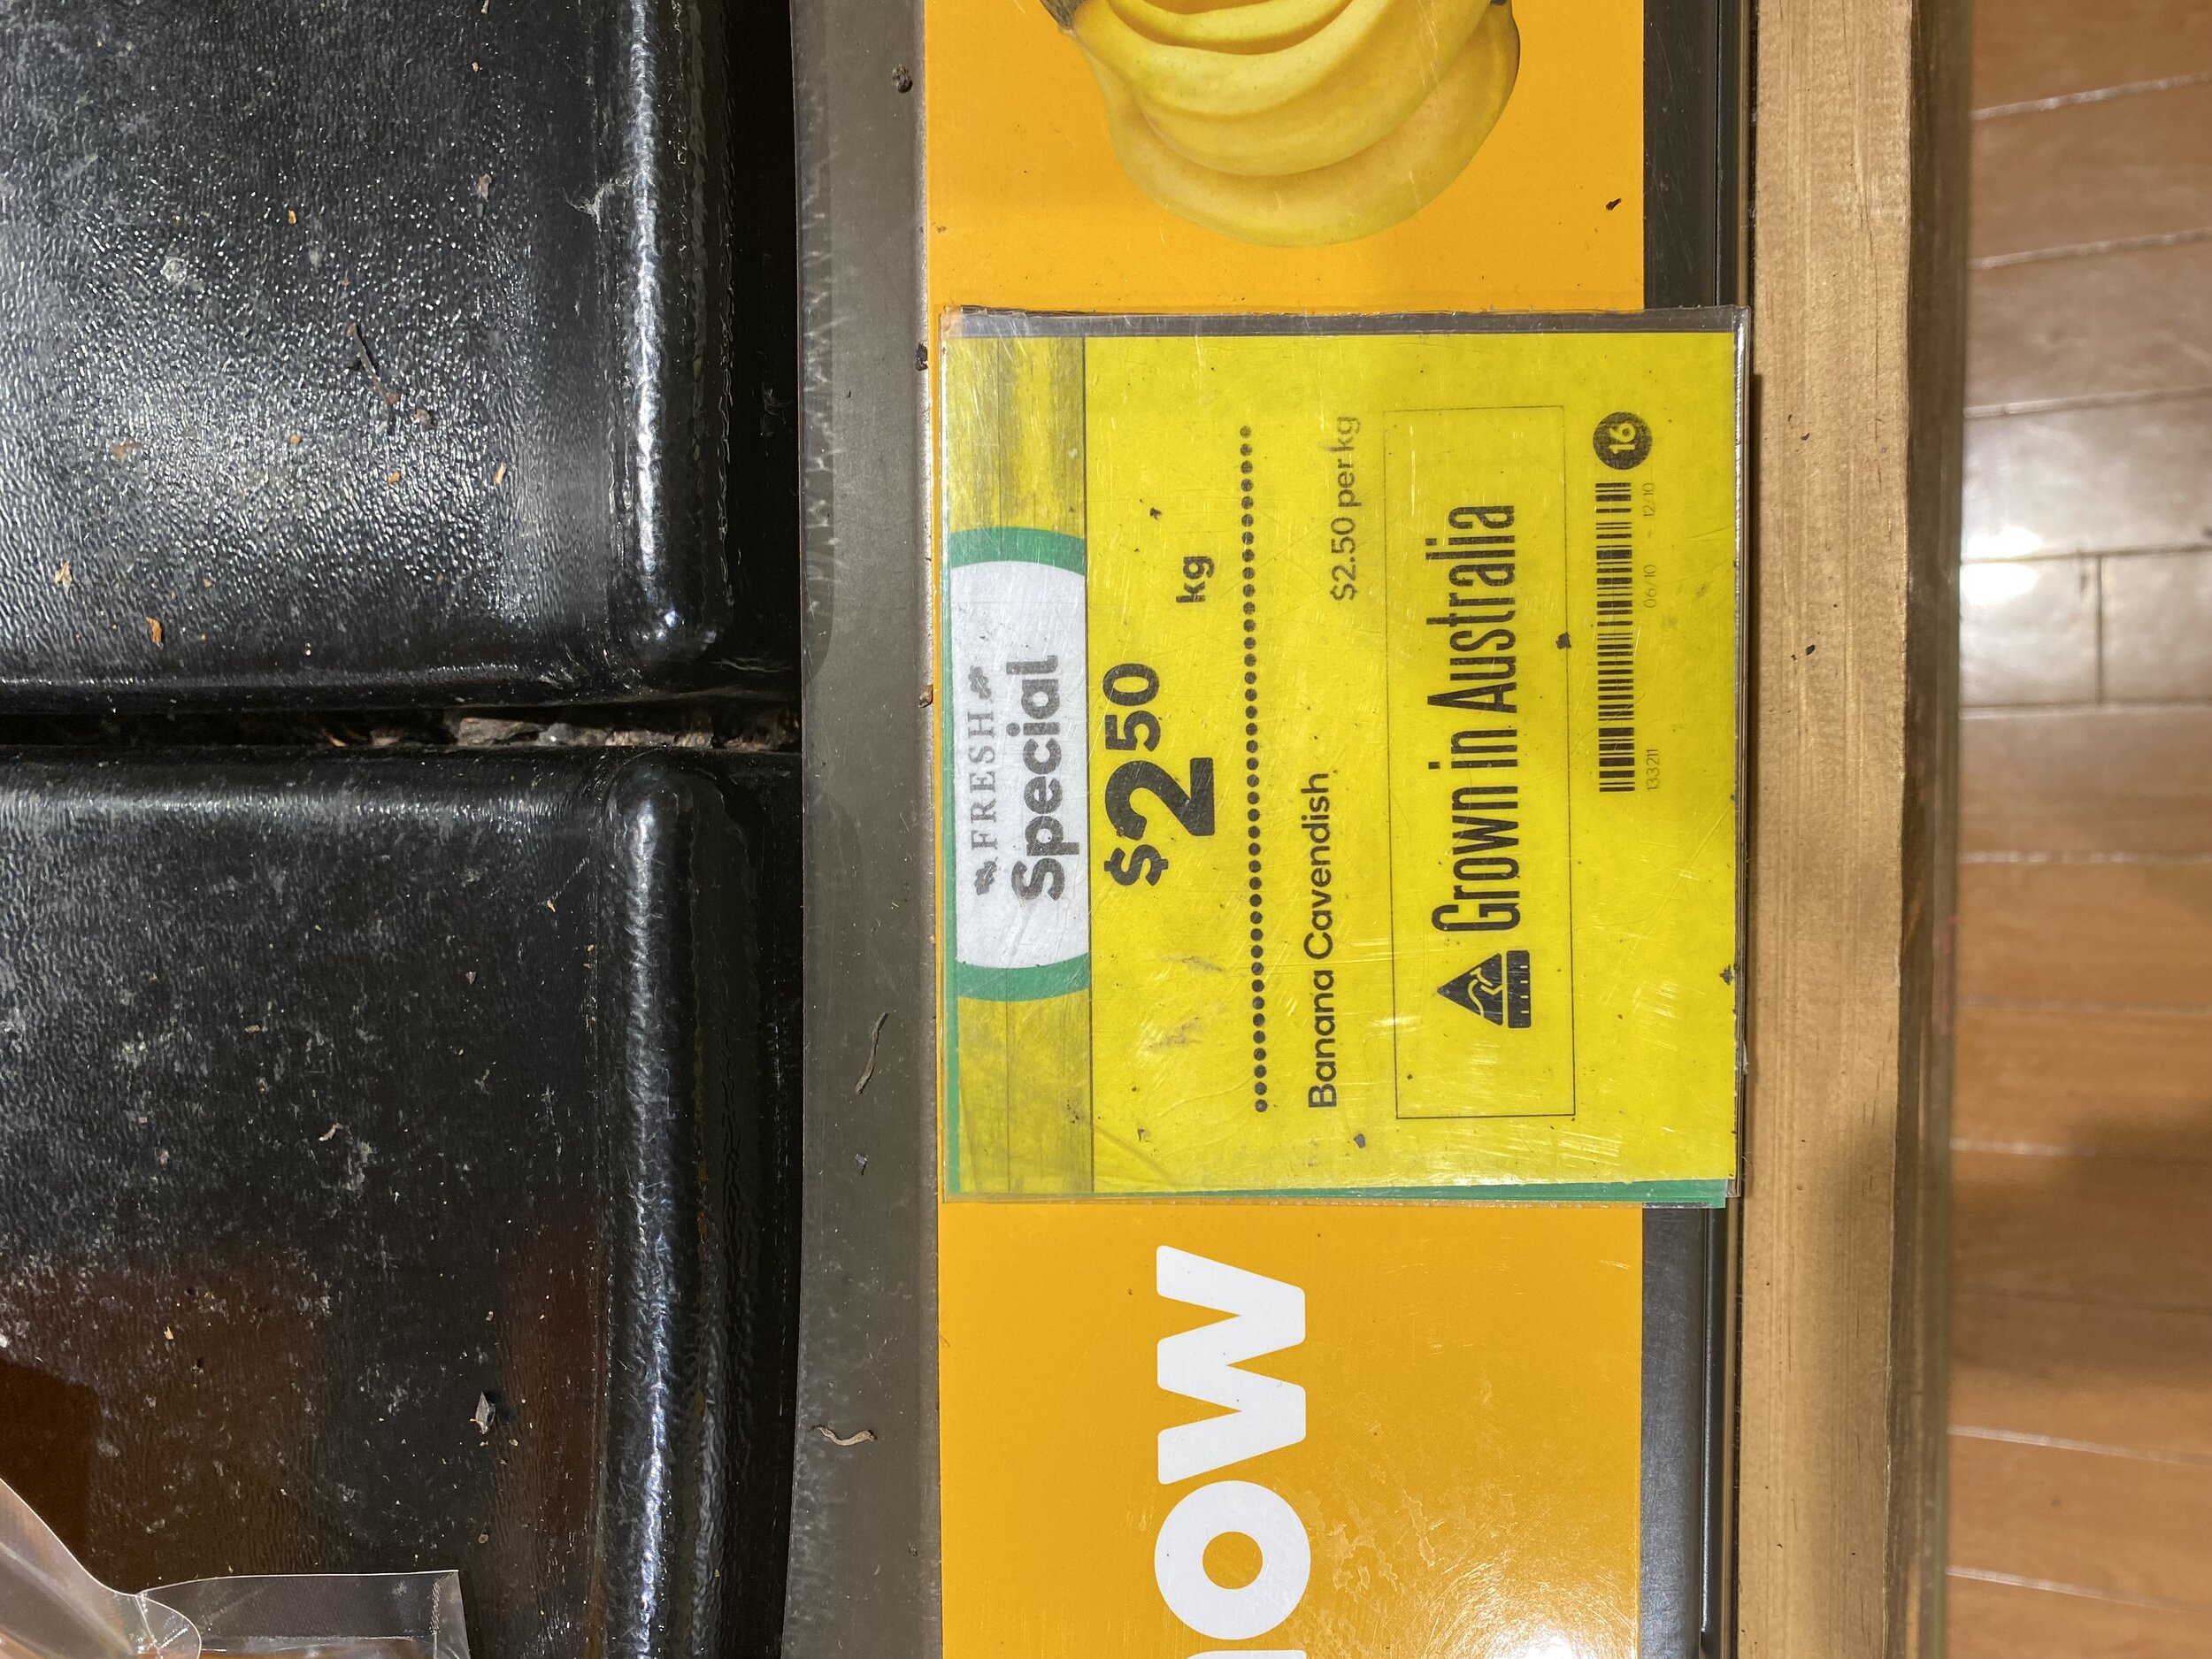 FRESH
Special
$2 50 kg
Banana Cavendish
$2.50 per kg
Grown in Australia
16
133211 06/10 - 12/10
now